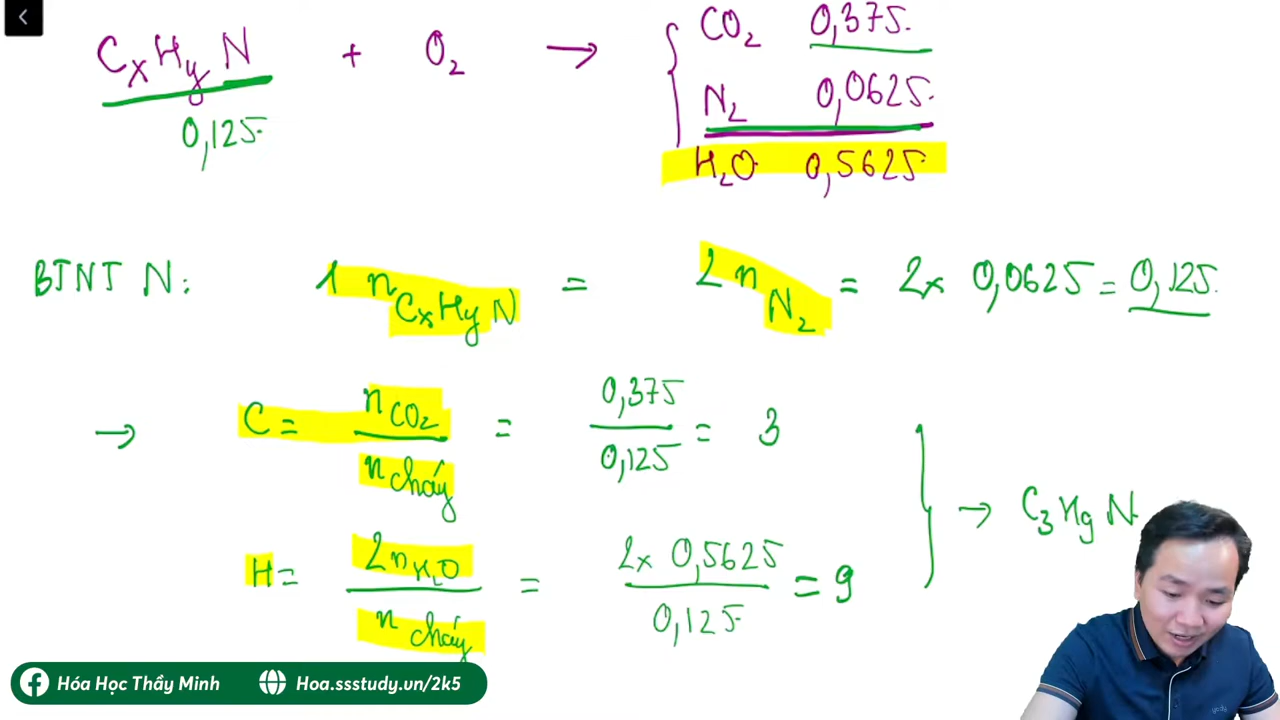 CxHyN + O2 → { CO2 0,375.
0,125.
N2 0,0625.
H2O 0,5625.
BTNT N: 1 n CxHyN = 2 n N2 = 2x 0,0625 = 0,125.
→ C = nCO2 / n cháy = 0,375 / 0,125 = 3
} → C3H9N
H = 2nH2O / n cháy = 2x 0,5625 / 0,125 = 9
Hóa Học Thầy Minh
Hoa.ssstudy.vn/2k5